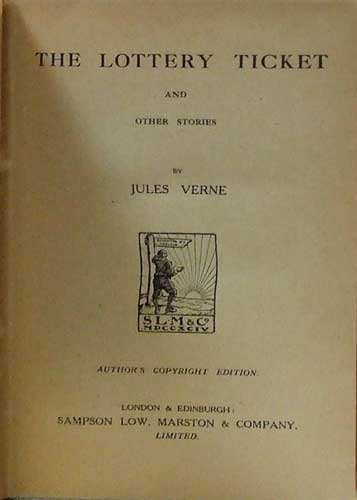 THE LOTTERY TICKET
AND
OTHER STORIES
BY
JULES VERNE
S.L.M & Co
MDCCXCIV
AUTHOR'S COPYRIGHT EDITION.
LONDON & EDINBURGH:
SAMPSON LOW, MARSTON & COMPANY,
LIMITED.